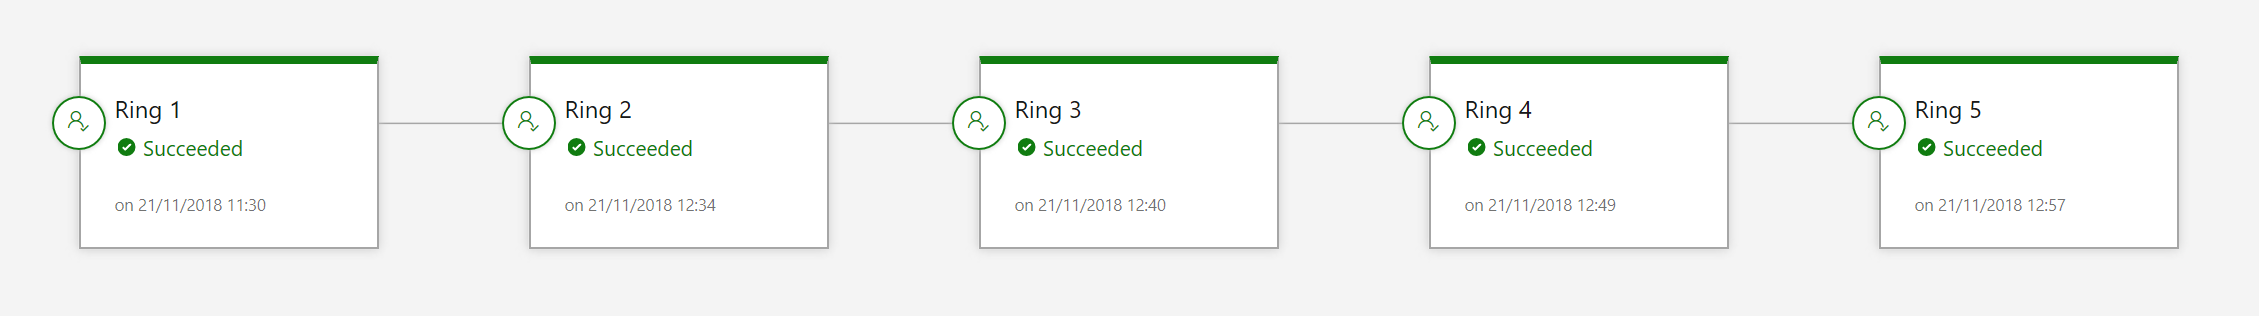 Ring 1
Succeeded
on 21/11/2018 11:30
Ring 2
Succeeded
on 21/11/2018 12:34
Ring 3
Succeeded
on 21/11/2018 12:40
Ring 4
Succeeded
on 21/11/2018 12:49
Ring 5
Succeeded
on 21/11/2018 12:57